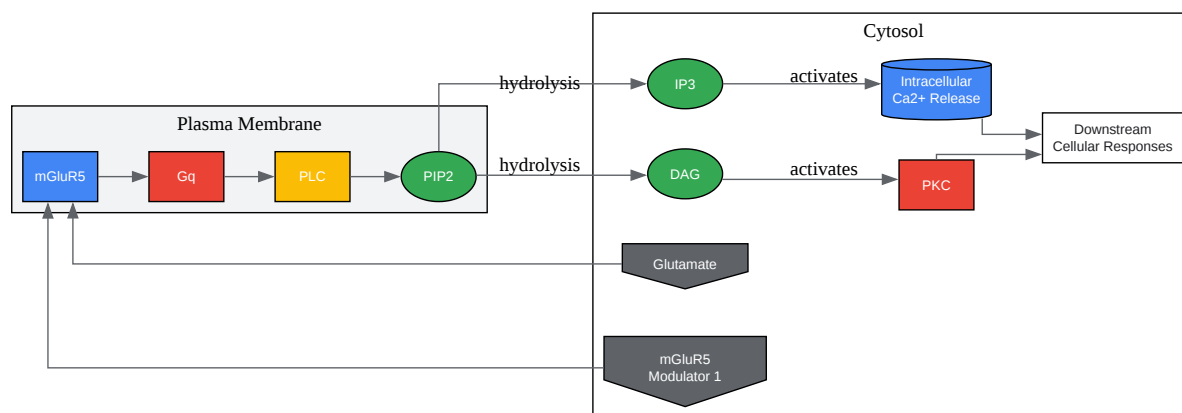 Cytosol
hydrolysis
IP3
activates
Intracellular
Ca2+ Release
Plasma Membrane
Downstream
Cellular Responses
mGluR5
Gq
PLC
PIP2
hydrolysis
DAG
activates
PKC
Glutamate
mGluR5
Modulator 1